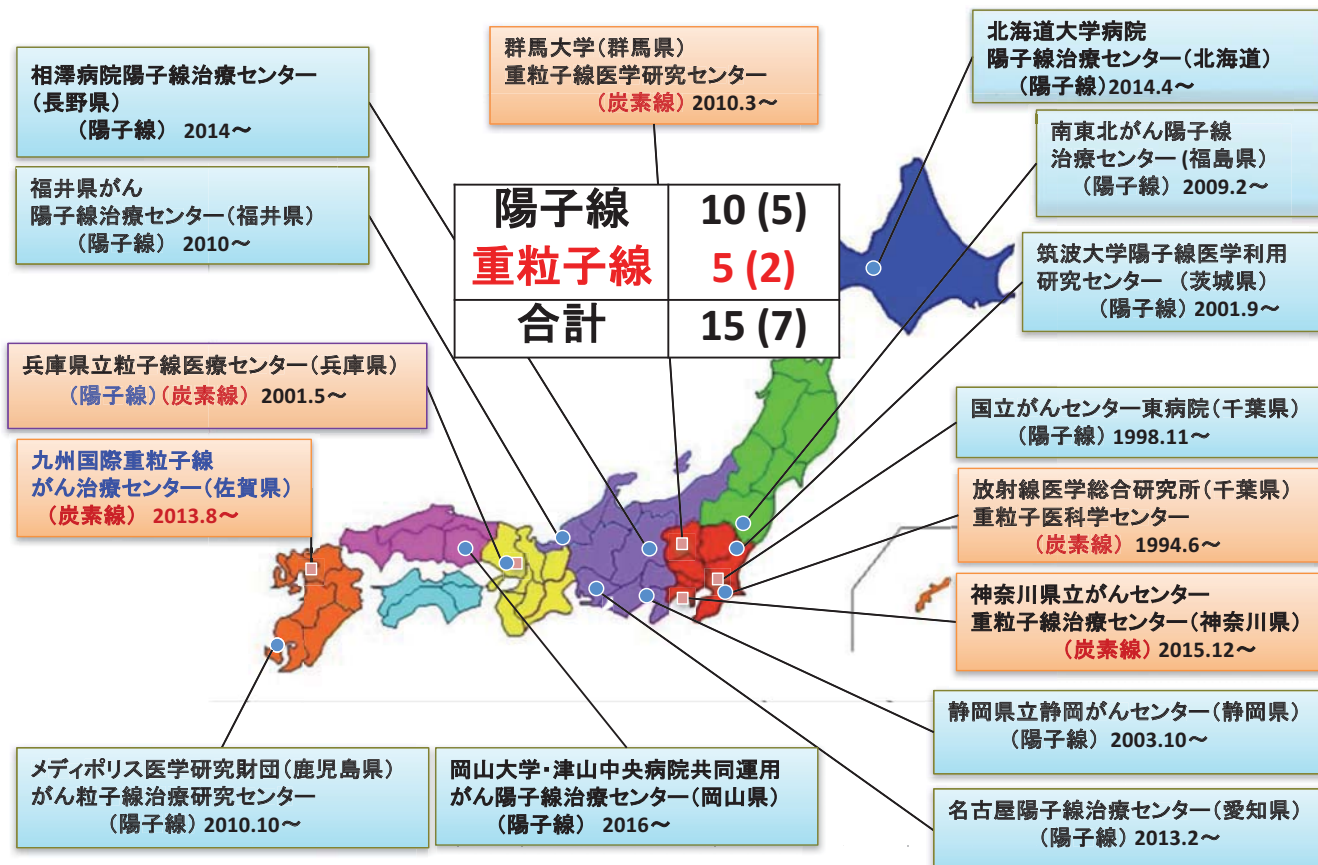 相澤病院陽子線治療センター
(長野県)
(陽子線) 2014～
福井県がん
陽子線治療センター(福井県)
(陽子線) 2010～
群馬大学(群馬県)
重粒子線医学研究センター
(炭素線) 2010.3～
北海道大学病院
陽子線治療センター(北海道)
(陽子線) 2014.4～
南東北がん陽子線
治療センター (福島県)
(陽子線) 2009.2～
筑波大学陽子線医学利用
研究センター (茨城県)
(陽子線) 2001.9～
陽子線 10 (5)
重粒子線 5 (2)
合計 15 (7)
兵庫県立粒子線医療センター(兵庫県)
(陽子線) (炭素線) 2001.5～
九州国際重粒子線
がん治療センター(佐賀県)
(炭素線) 2013.8～
国立がんセンター東病院(千葉県)
(陽子線) 1998.11～
放射線医学総合研究所(千葉県)
重粒子医科学センター
(炭素線) 1994.6～
神奈川県立がんセンター
重粒子線治療センター(神奈川県)
(炭素線) 2015.12～
静岡県立静岡がんセンター(静岡県)
(陽子線) 2003.10～
名古屋陽子線治療センター(愛知県)
(陽子線) 2013.2～
メディポリス医学研究財団(鹿児島県)
がん粒子線治療研究センター
(陽子線) 2010.10～
岡山大学・津山中央病院共同運用
がん陽子線治療センター(岡山県)
(陽子線) 2016～